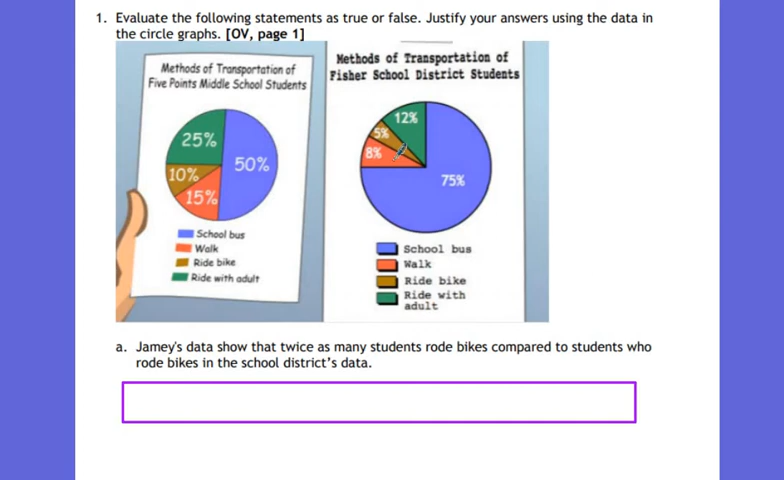 1. Evaluate the following statements as true or false. Justify your answers using the data in
the circle graphs. [OV, page 1]
Methods of Transportation of
Five Points Middle School Students
25%
50%
10%
15%
School bus
Walk
Ride bike
Ride with adult
Methods of Transportation of
Fisher School District Students
12%
5%
8%
75%
School bus
Walk
Ride bike
Ride with
adult
a. Jamey's data show that twice as many students rode bikes compared to students who
rode bikes in the school district's data.